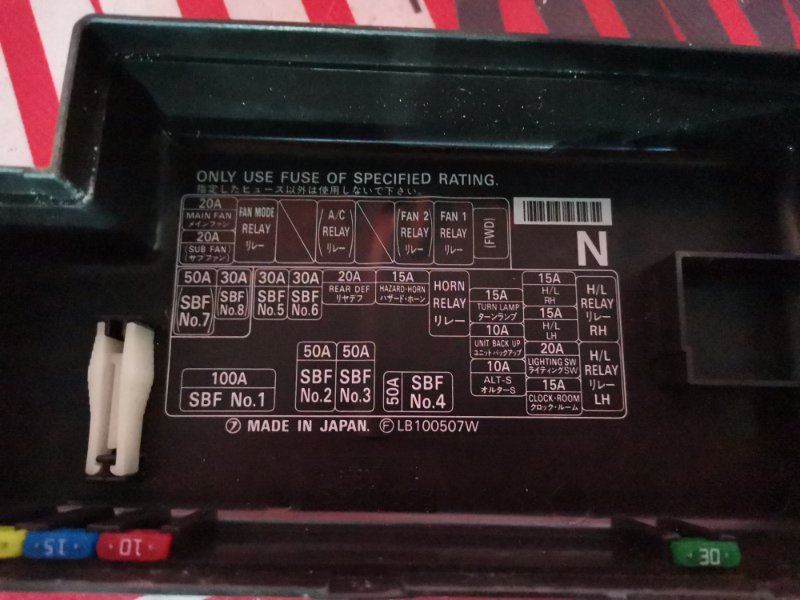 ONLY USE FUSE OF SPECIFIED RATING.
指定したヒューズ以外は使用しないで下さい。
20A
MAIN FAN
メインファン
20A
(SUB FAN)
(サブファン)
FAN MODE
RELAY
リレー
A/C
RELAY
リレー
FAN 2
RELAY
リレー
FAN 1
RELAY
リレー
(FWD)
N
50A
SBF
No.7
30A
SBF
No.8
30A
SBF
No.5
30A
SBF
No.6
20A
REAR DEF
リヤデフ
15A
HAZARD·HORN
ハザード·ホーン
HORN
RELAY
リレー
15A
TURN LAMP
ターンランプ
10A
UNIT BACK UP
ユニットバックアップ
10A
ALT-S
オルターS
15A
H/L
RH
15A
H/L
LH
20A
LIGHTING SW
ライティングSW
15A
CLOCK·ROOM
クロック·ルーム
H/L
RELAY
リレー
RH
H/L
RELAY
リレー
LH
100A
SBF No.1
50A
SBF
No.2
50A
SBF
No.3
50A
SBF
No.4
7 MADE IN JAPAN. F LB100507W
15
10
30